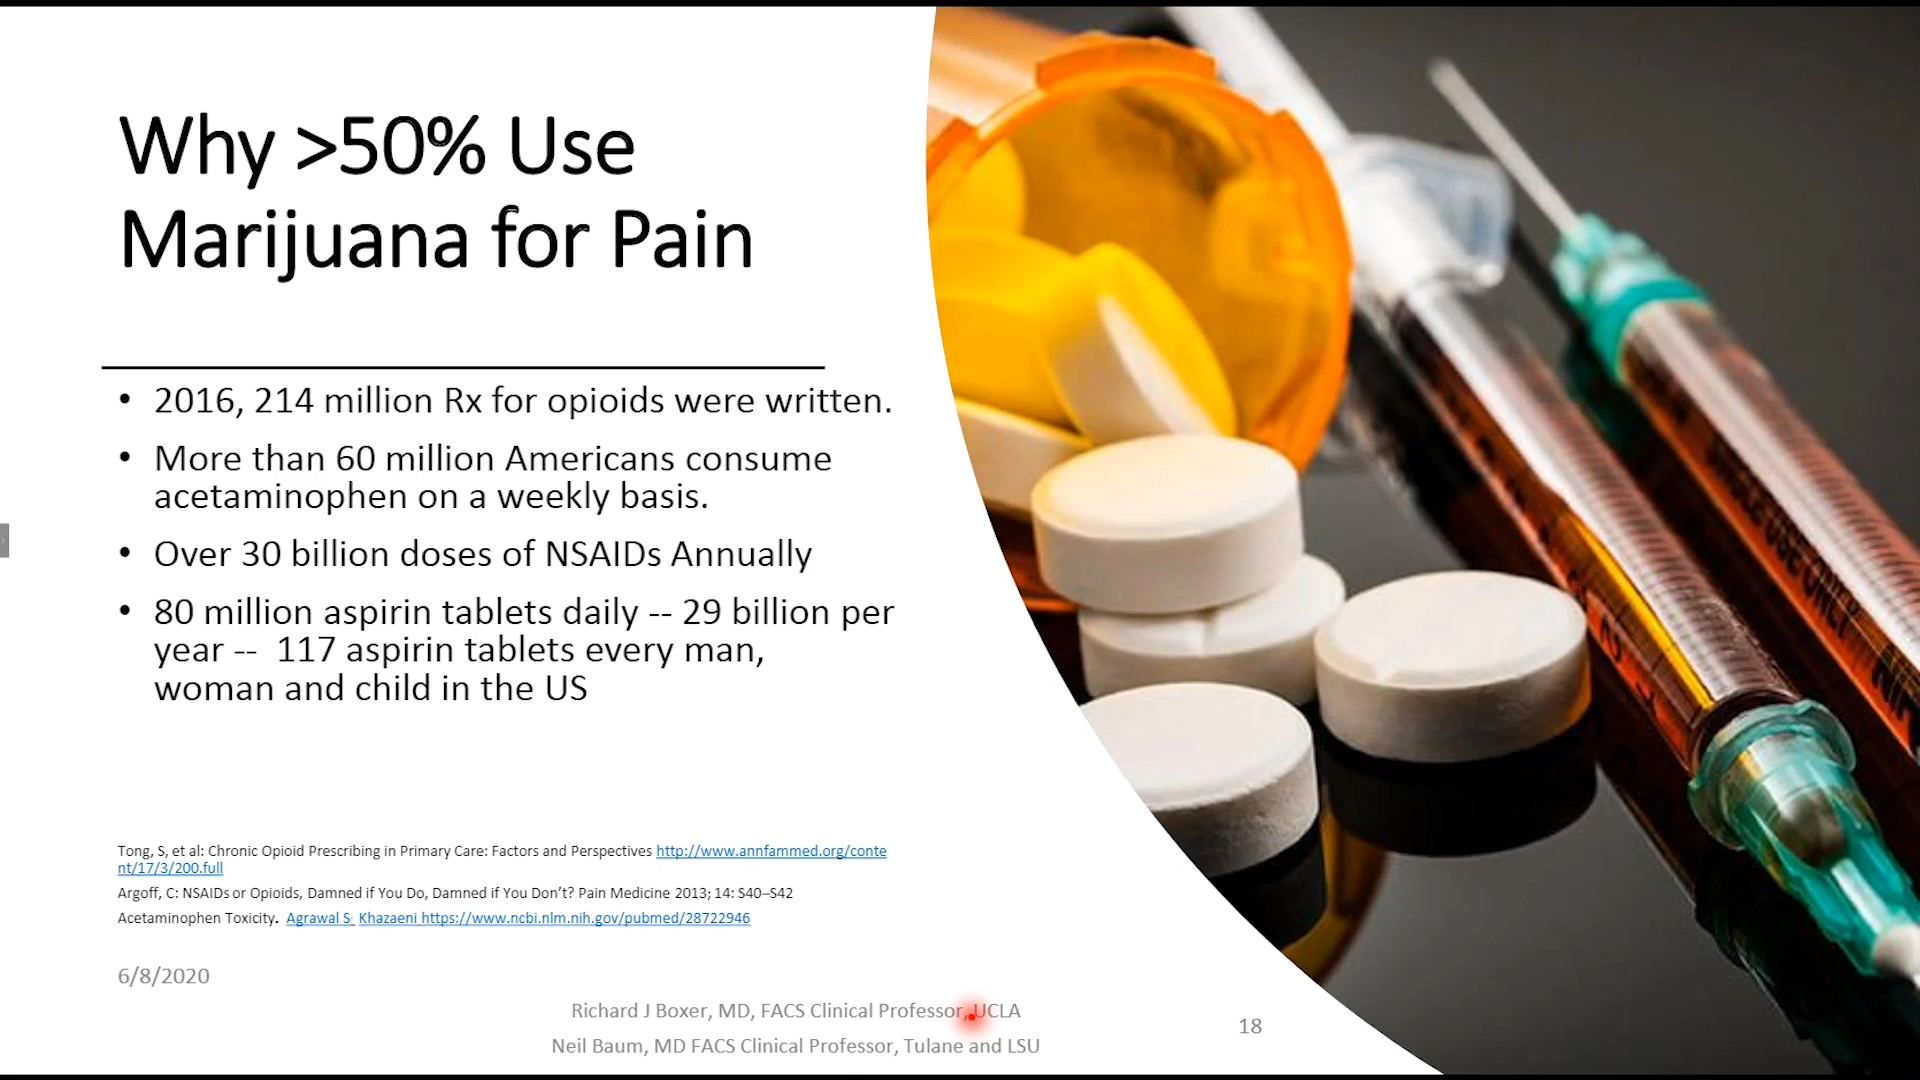 Why >50% Use
Marijuana for Pain
• 2016, 214 million Rx for opioids were written.
• More than 60 million Americans consume
acetaminophen on a weekly basis.
• Over 30 billion doses of NSAIDs Annually
• 80 million aspirin tablets daily -- 29 billion per
year --  117 aspirin tablets every man,
woman and child in the US
Tong, S, et al: Chronic Opioid Prescribing in Primary Care: Factors and Perspectives http://www.annfammed.org/conte
nt/17/3/200.full
Argoff, C: NSAIDs or Opioids, Damned if You Do, Damned if You Don’t? Pain Medicine 2013; 14: S40–S42
Acetaminophen Toxicity. Agrawal S, Khazaeni https://www.ncbi.nlm.nih.gov/pubmed/28722946
6/8/2020
Richard J Boxer, MD, FACS Clinical Professor, UCLA
Neil Baum, MD FACS Clinical Professor, Tulane and LSU
18